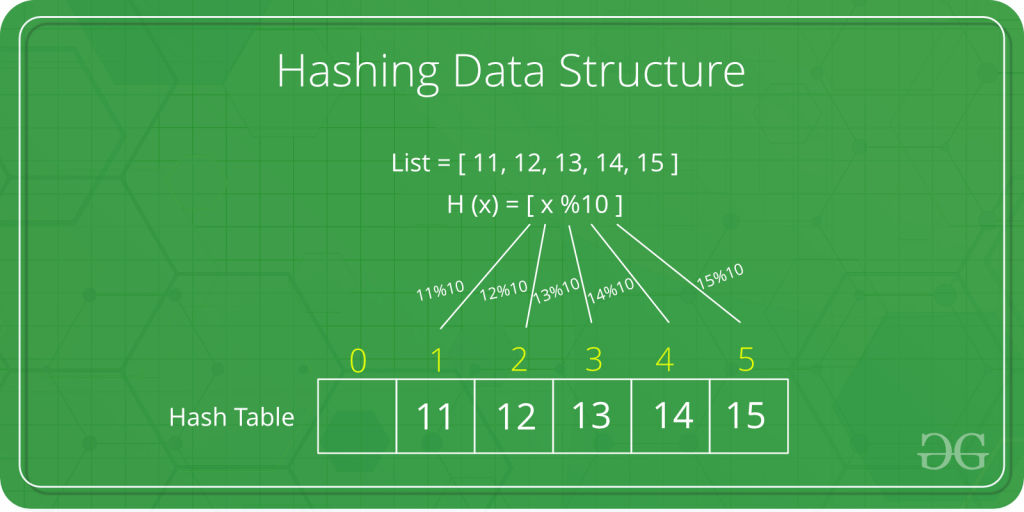 Hashing Data Structure
List = [ 11, 12, 13, 14, 15 ]
H (x) = [ x %10 ]
11%10 12%10 13%10 14%10 15%10
0 1 2 3 4 5
Hash Table 11 12 13 14 15